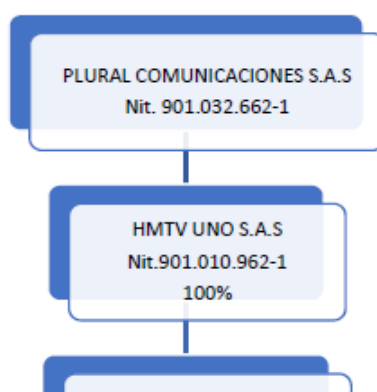 PLURAL COMUNICACIONES S.A.S
Nit. 901.032.662-1
HMTV UNO S.A.S
Nit.901.010.962-1
100%